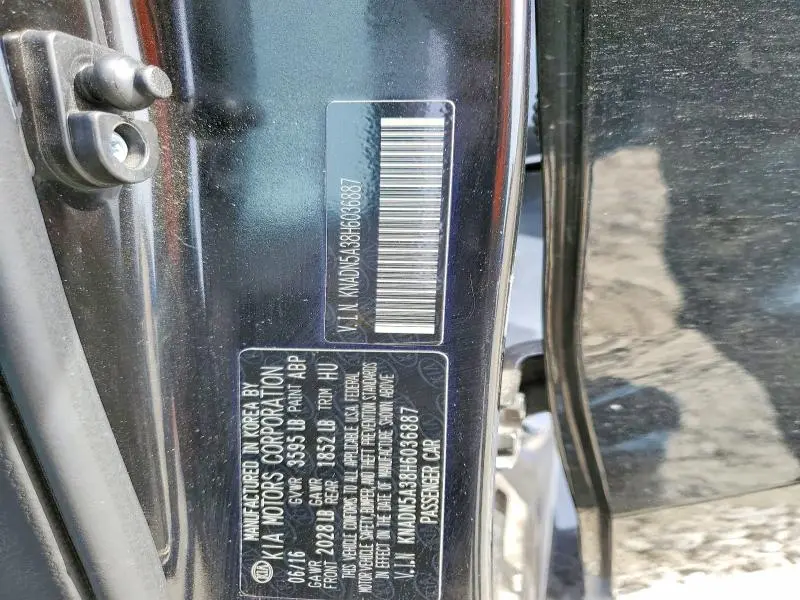 V.I.N KNADN5A38H6036887
MANUFACTURED IN KOREA BY
KIA MOTORS CORPORATION
06/16 GVWR 3595 LB PAINT ABP
GAWR FRONT 2028 LB GAWR REAR 1852 LB TRIM HU
THIS VEHICLE CONFORMS TO ALL APPLICABLE USA FEDERAL
MOTOR VEHICLE SAFETY, BUMPER, AND THEFT PREVENTION STANDARDS
IN EFFECT ON THE DATE OF MANUFACTURE SHOWN ABOVE
V.I.N KNADN5A38H6036887
PASSENGER CAR